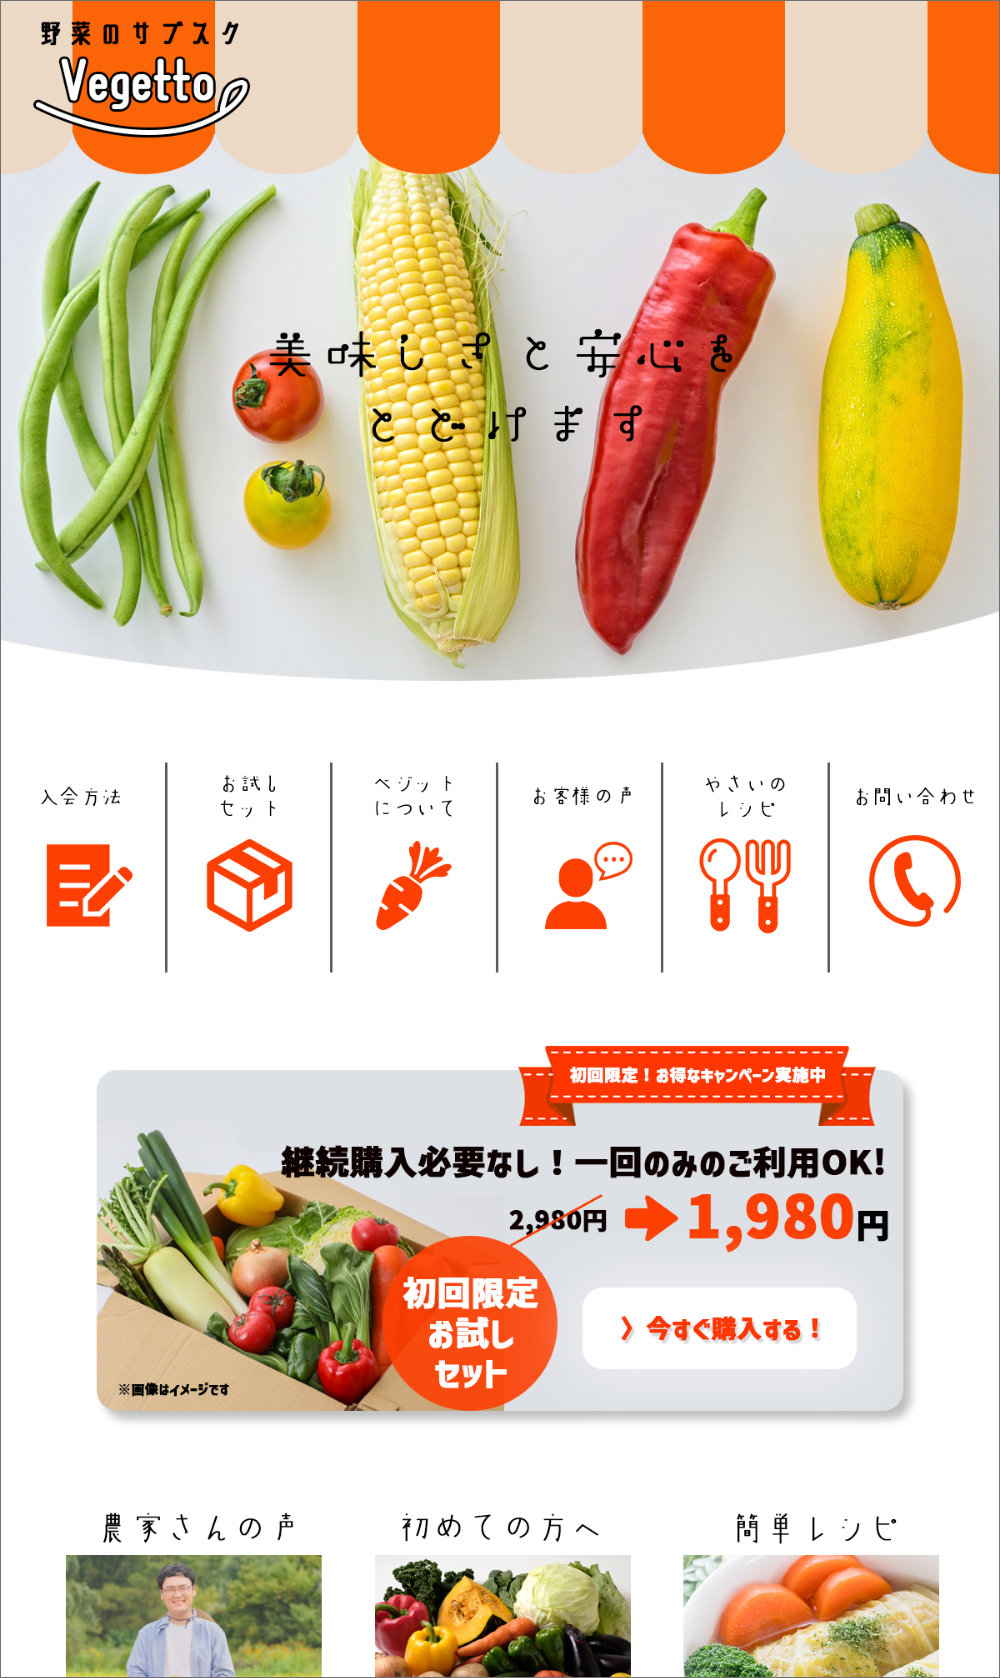 野菜のサブスク
Vegetto
美味しさと安心を
とどけます
入会方法
お試し
セット
ベジット
について
お客様の声
やさいの
レシピ
お問い合わせ
初回限定！お得なキャンペーン実施中
継続購入必要なし！一回のみのご利用OK!
2,980円
1,980円
初回限定
お試し
セット
〉今すぐ購入する！
※画像はイメージです
農家さんの声
初めての方へ
簡単レシピ